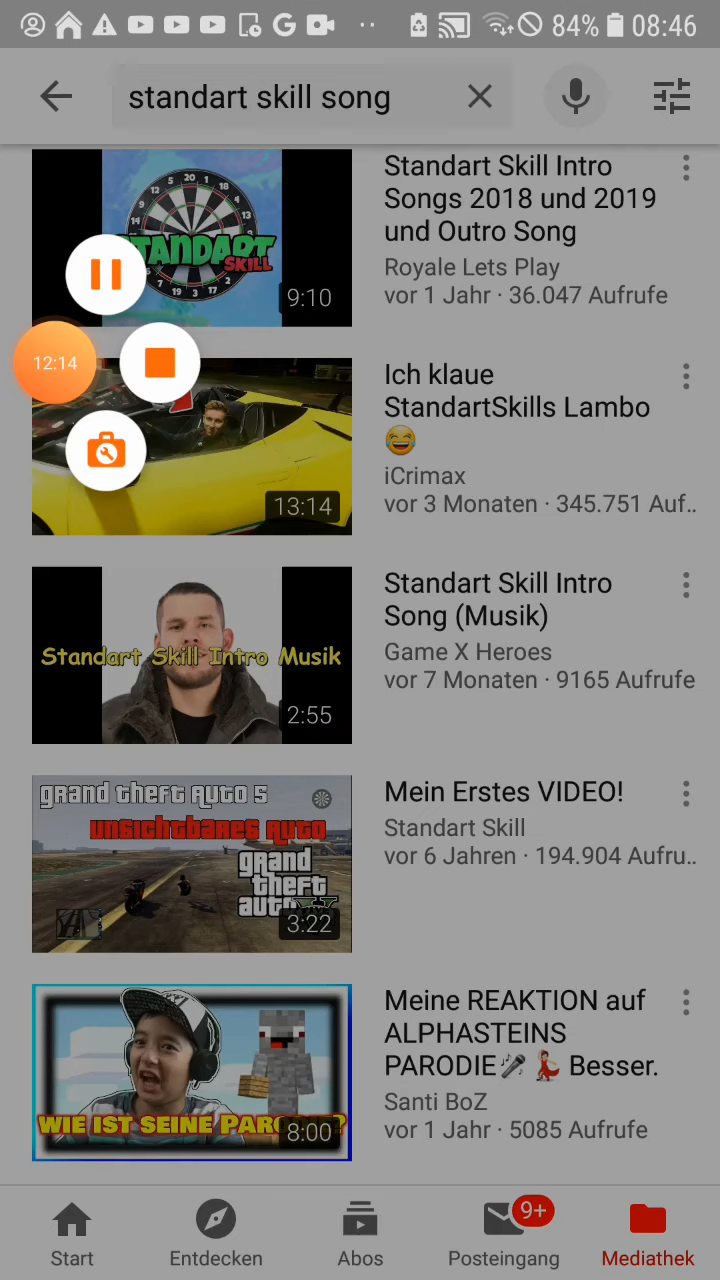 84% 08:46
standart skill song
STANDART
SKILL
9:10
Standart Skill Intro
Songs 2018 und 2019
und Outro Song
Royale Lets Play
vor 1 Jahr · 36.047 Aufrufe
12:14
13:14
Ich klaue
StandartSkills Lambo
😂
iCrimax
vor 3 Monaten · 345.751 Auf..
Standart Skill Intro Musik
2:55
Standart Skill Intro
Song (Musik)
Game X Heroes
vor 7 Monaten · 9165 Aufrufe
grand theft auto 5
unsichtbares auto
grand
theft
auto V
3:22
Mein Erstes VIDEO!
Standart Skill
vor 6 Jahren · 194.904 Aufru..
WIE IST SEINE
8:00
Meine REAKTION auf
ALPHASTEINS
PARODIE🎤💃 Besser.
Santi BoZ
vor 1 Jahr · 5085 Aufrufe
9+
Start Entdecken Abos Posteingang Mediathek